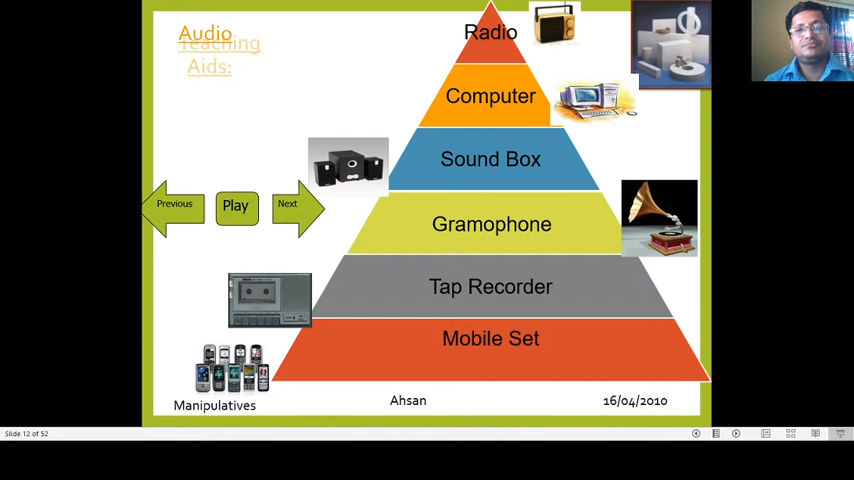 Audio
Teaching
Aids:
Radio
Computer
Sound Box
Gramophone
Tap Recorder
Mobile Set
Previous
Play
Next
Manipulatives
Ahsan
16/04/2010
Slide 12 of 52